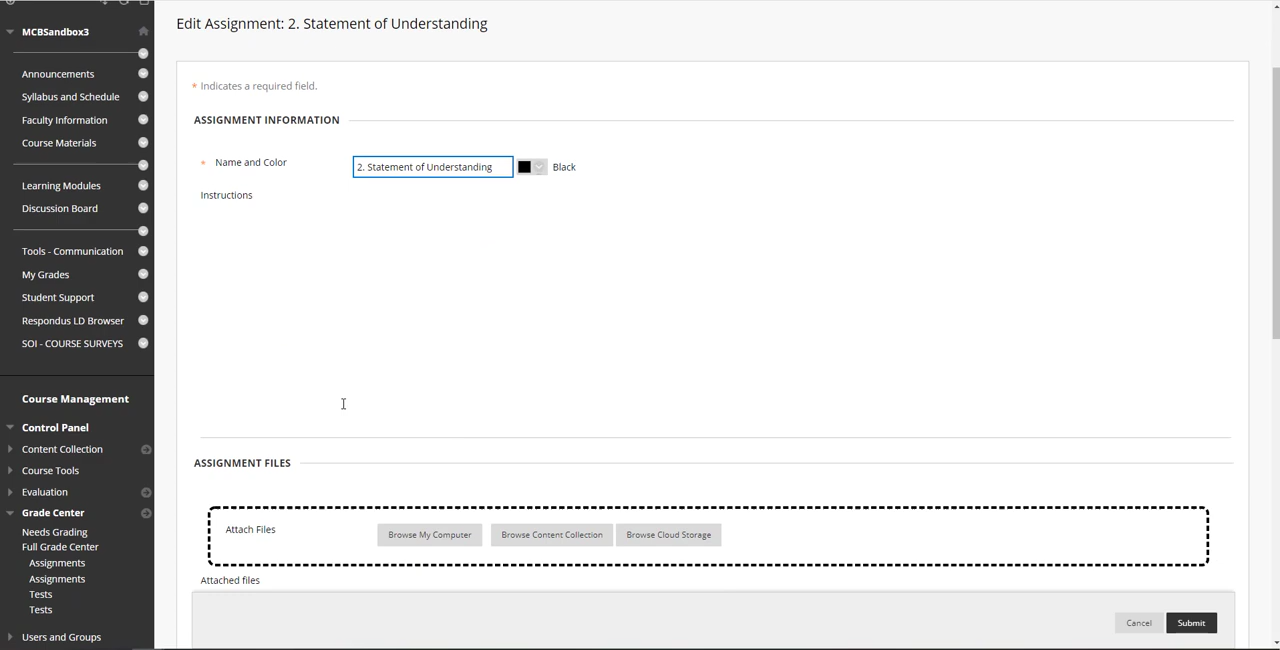 MCBSandbox3
Announcements
Syllabus and Schedule
Faculty Information
Course Materials
Learning Modules
Discussion Board
Tools - Communication
My Grades
Student Support
Respondus LD Browser
SOI - COURSE SURVEYS
Course Management
Control Panel
Content Collection
Course Tools
Evaluation
Grade Center
Needs Grading
Full Grade Center
Assignments
Assignments
Tests
Tests
Users and Groups
Edit Assignment: 2. Statement of Understanding
* Indicates a required field.
ASSIGNMENT INFORMATION
* Name and Color 2. Statement of Understanding Black
Instructions
ASSIGNMENT FILES
Attach Files Browse My Computer Browse Content Collection Browse Cloud Storage
Attached files
Cancel Submit